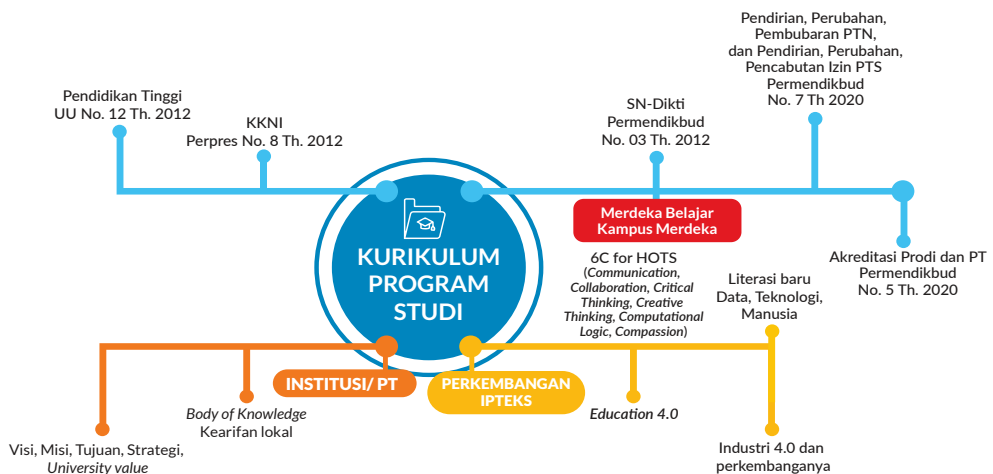 Pendirian, Perubahan,
Pembubaran PTN,
dan Pendirian, Perubahan,
Pencabutan Izin PTS
Permendikbud
No. 7 Th 2020
Pendidikan Tinggi
UU No. 12 Th. 2012
KKNI
Perpres No. 8 Th. 2012
SN-Dikti
Permendikbud
No. 03 Th. 2012
Merdeka Belajar
Kampus Merdeka
Akreditasi Prodi dan PT
Permendikbud
No. 5 Th. 2020
KURIKULUM
PROGRAM
STUDI
6C for HOTS
(Communication,
Collaboration, Critical
Thinking, Creative
Thinking, Computational
Logic, Compassion)
Literasi baru
Data, Teknologi,
Manusia
INSTITUSI/ PT
PERKEMBANGAN
IPTEKS
Body of Knowledge
Kearifan lokal
Education 4.0
Visi, Misi, Tujuan, Strategi,
University value
Industri 4.0 dan
perkembanganya